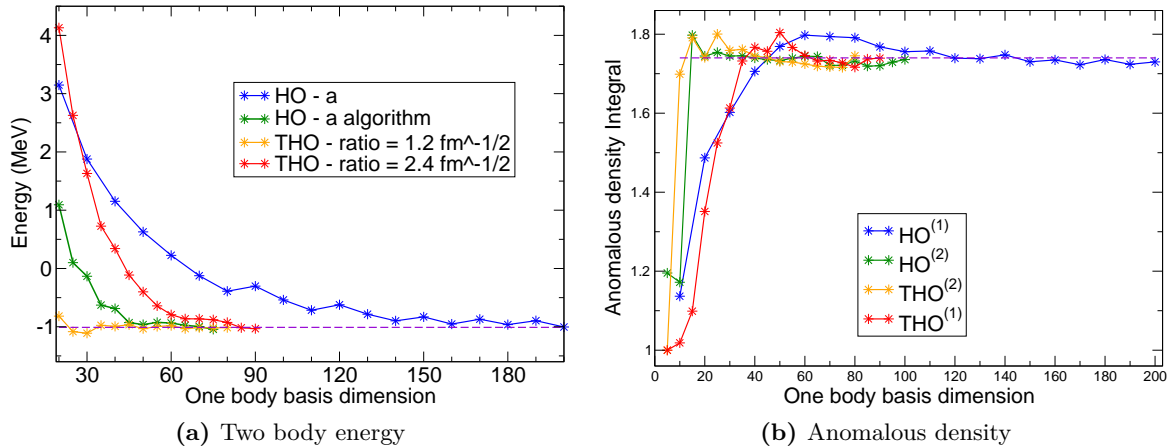 4
3
2
1
0
-1
Energy (MeV)
HO - a
HO - a algorithm
THO - ratio = 1.2 fm^-1/2
THO - ratio = 2.4 fm^-1/2
30 60 90 120 150 180
One body basis dimension
(a) Two body energy
1.8
1.6
1.4
1.2
1
Anomalous density Integral
HO(1)
HO(2)
THO(2)
THO(1)
0 20 40 60 80 100 120 140 160 180 200
One body basis dimension
(b) Anomalous density